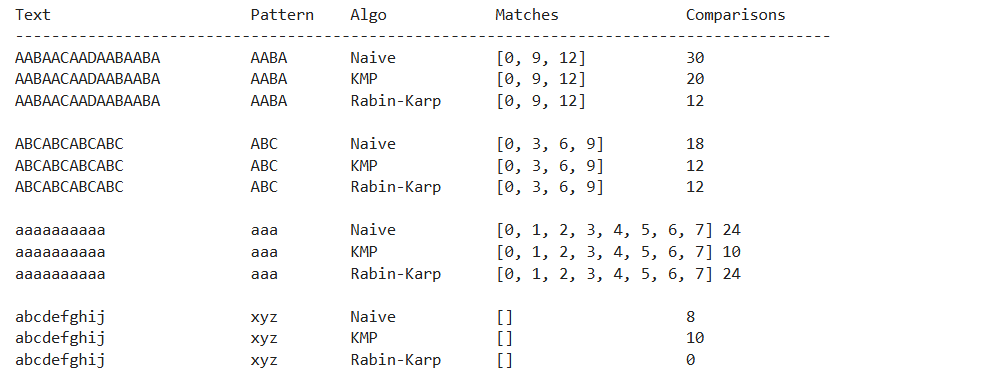 Text Pattern Algo Matches Comparisons
------------------------------------------------------------------------------------------
AABAACAADAABAABA AABA Naive [0, 9, 12] 30
AABAACAADAABAABA AABA KMP [0, 9, 12] 20
AABAACAADAABAABA AABA Rabin-Karp [0, 9, 12] 12
ABCABCABCABC ABC Naive [0, 3, 6, 9] 18
ABCABCABCABC ABC KMP [0, 3, 6, 9] 12
ABCABCABCABC ABC Rabin-Karp [0, 3, 6, 9] 12
aaaaaaaaaa aaa Naive [0, 1, 2, 3, 4, 5, 6, 7] 24
aaaaaaaaaa aaa KMP [0, 1, 2, 3, 4, 5, 6, 7] 10
aaaaaaaaaa aaa Rabin-Karp [0, 1, 2, 3, 4, 5, 6, 7] 24
abcdefghij xyz Naive [] 8
abcdefghij xyz KMP [] 10
abcdefghij xyz Rabin-Karp [] 0